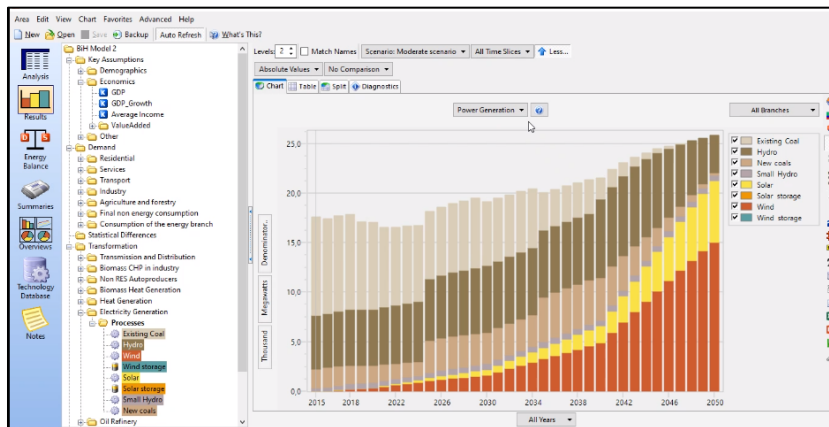 Area Edit View Chart Favorites Advanced Help
New Open Save Backup Auto Refresh What's This?
Analysis
Results
Energy
Balance
Summaries
Overviews
Technology
Database
Notes
BiH Model 2
Key Assumptions
Demographics
Economics
GDP
GDP_Growth
Average Income
ValueAdded
Other
Demand
Residential
Services
Transport
Industry
Agriculture and forestry
Final non energy consumption
Consumption of the energy branch
Statistical Differences
Transformation
Transmission and Distribution
Biomass CHP in industry
Non RES Autoproducers
Biomass Heat Generation
Heat Generation
Electricity Generation
Processes
Existing Coal
Hydro
Wind
Wind storage
Solar
Solar storage
Small Hydro
New coals
Oil Refinery
Levels: 2 Match Names Scenario: Moderate scenario All Time Slices Less...
Absolute Values No Comparison
Chart Table Split Diagnostics
Power Generation All Branches
Denominator..
Megawatts
Thousand
25,0
20,0
15,0
10,0
5,0
0,0
2015 2018 2022 2026 2030 2034 2038 2042 2046 2050
All Years
Existing Coal
Hydro
New coals
Small Hydro
Solar
Solar storage
Wind
Wind storage